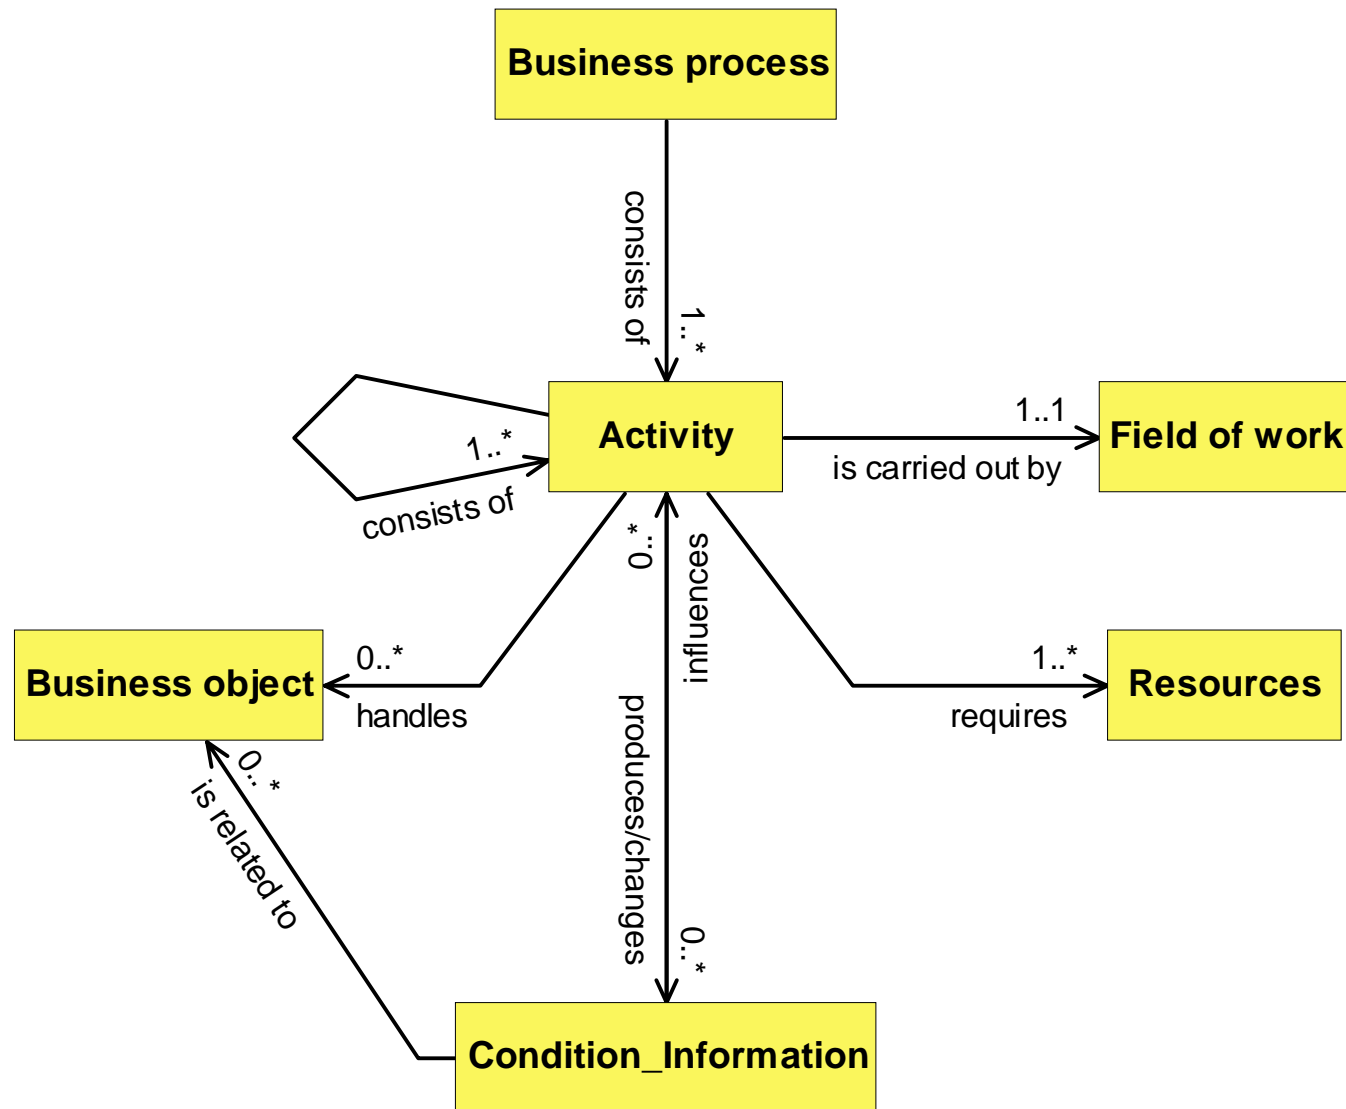 Business process
consists of
1..*
Activity
1..*
consists of
1..1
is carried out by
Field of work
0..*
influences
Business object
0..*
handles
1..*
requires
Resources
0..*
is related to
produces/changes
0..*
Condition_Information